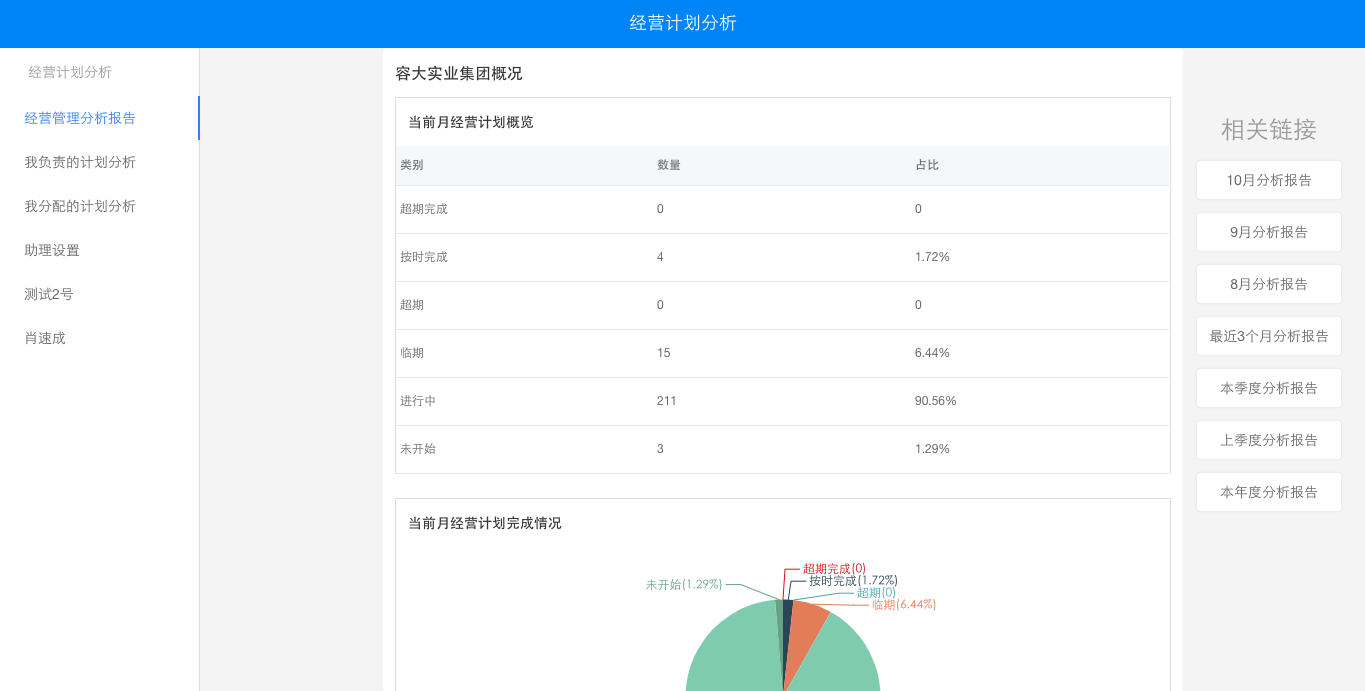 经营计划分析
经营计划分析
经营管理分析报告
我负责的计划分析
我分配的计划分析
助理设置
测试2号
肖速成
容大实业集团概况
当前月经营计划概览
类别 数量 占比
超期完成 0 0
按时完成 4 1.72%
超期 0 0
临期 15 6.44%
进行中 211 90.56%
未开始 3 1.29%
当前月经营计划完成情况
超期完成(0)
未开始(1.29%)
按时完成(1.72%)
超期(0)
临期(6.44%)
相关链接
10月分析报告
9月分析报告
8月分析报告
最近3个月分析报告
本季度分析报告
上季度分析报告
本年度分析报告